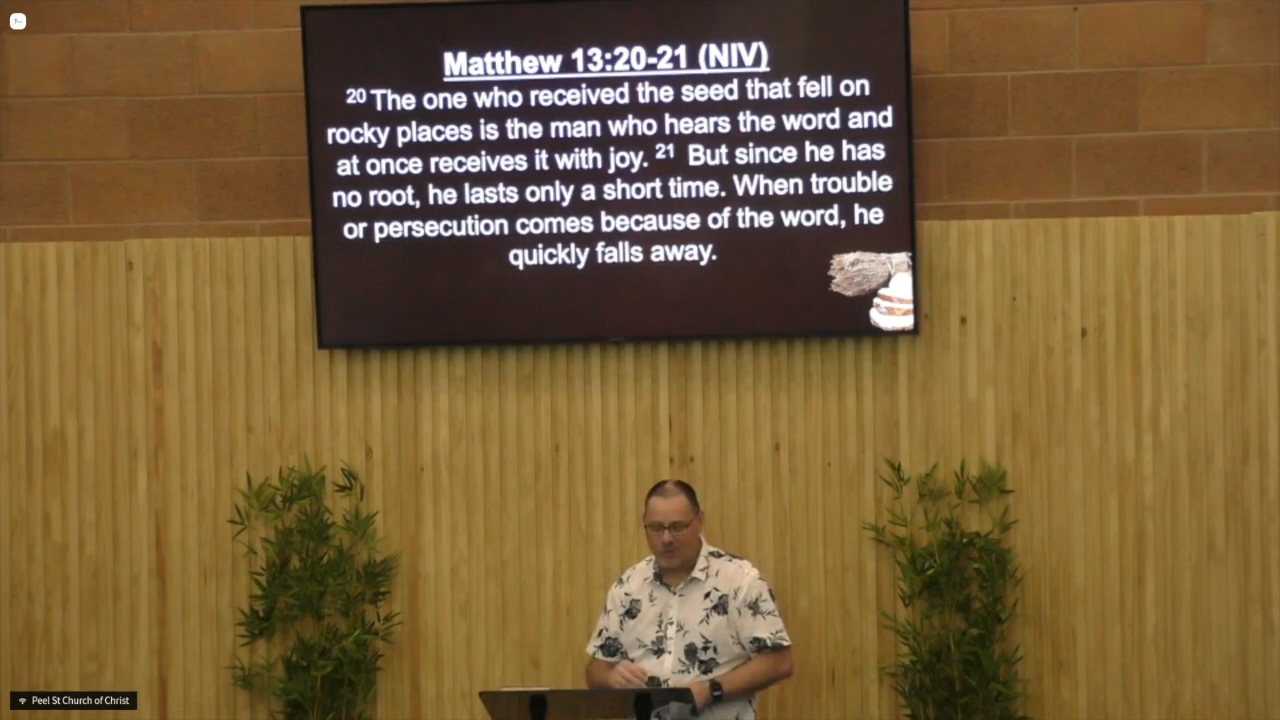 Matthew 13:20-21 (NIV)
20 The one who received the seed that fell on
rocky places is the man who hears the word and
at once receives it with joy. 21 But since he has
no root, he lasts only a short time. When trouble
or persecution comes because of the word, he
quickly falls away.
Peel St Church of Christ